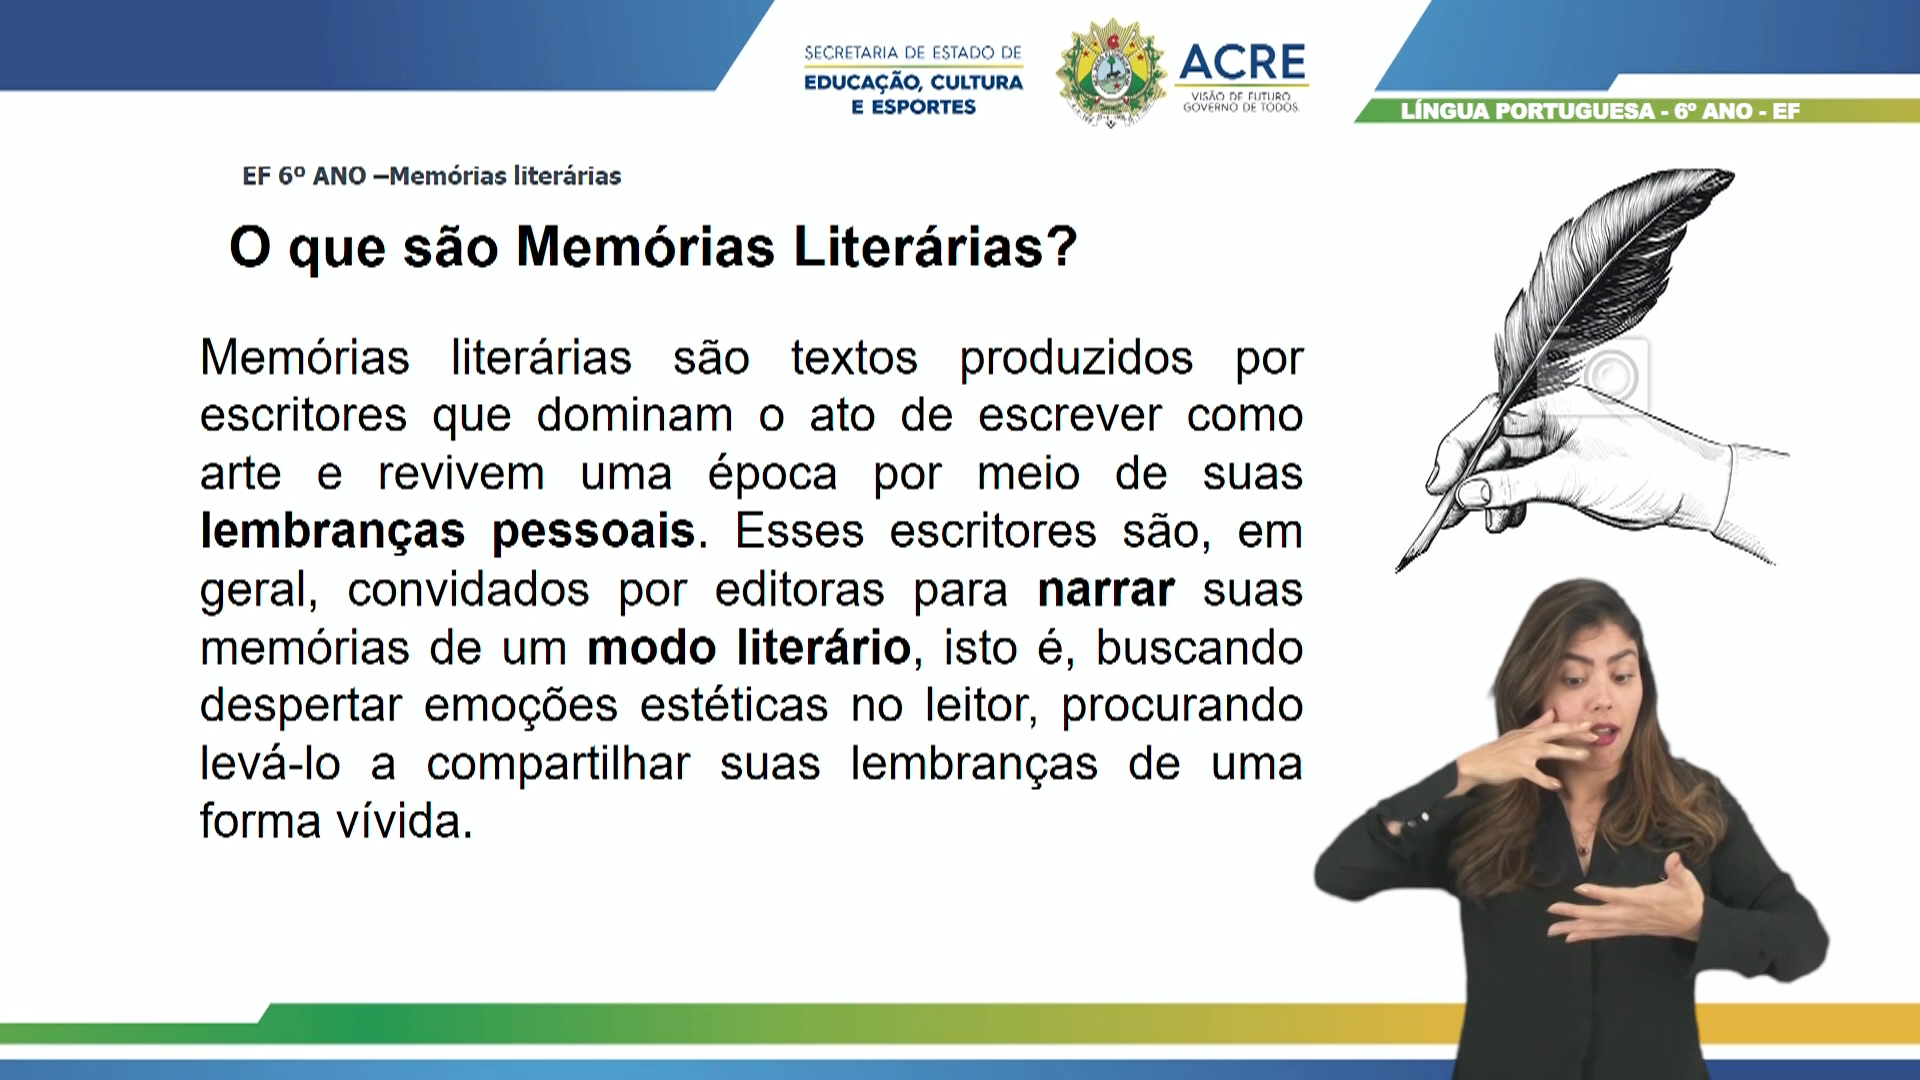 SECRETARIA DE ESTADO DE
EDUCAÇÃO, CULTURA
E ESPORTES
ACRE
VISÃO DE FUTURO
GOVERNO DE TODOS.
LÍNGUA PORTUGUESA - 6º ANO - EF
EF 6º ANO –Memórias literárias
O que são Memórias Literárias?
Memórias literárias são textos produzidos por
escritores que dominam o ato de escrever como
arte e revivem uma época por meio de suas
lembranças pessoais. Esses escritores são, em
geral, convidados por editoras para narrar suas
memórias de um modo literário, isto é, buscando
despertar emoções estéticas no leitor, procurando
levá-lo a compartilhar suas lembranças de uma
forma vívida.